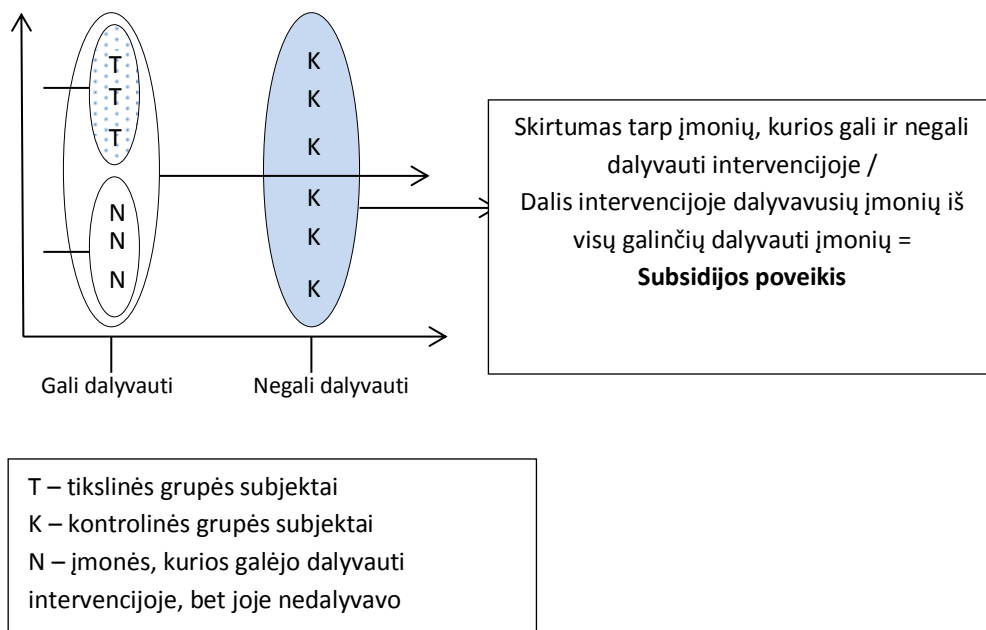 T
T
T
N
N
N
K
K
K
K
K
K
Gali dalyvauti
Negali dalyvauti
Skirtumas tarp įmonių, kurios gali ir negali
dalyvauti intervencijoje /
Dalis intervencijoje dalyvavusių įmonių iš
visų galinčių dalyvauti įmonių =
Subsidijos poveikis
T – tikslinės grupės subjektai
K – kontrolinės grupės subjektai
N – įmonės, kurios galėjo dalyvauti
intervencijoje, bet joje nedalyvavo